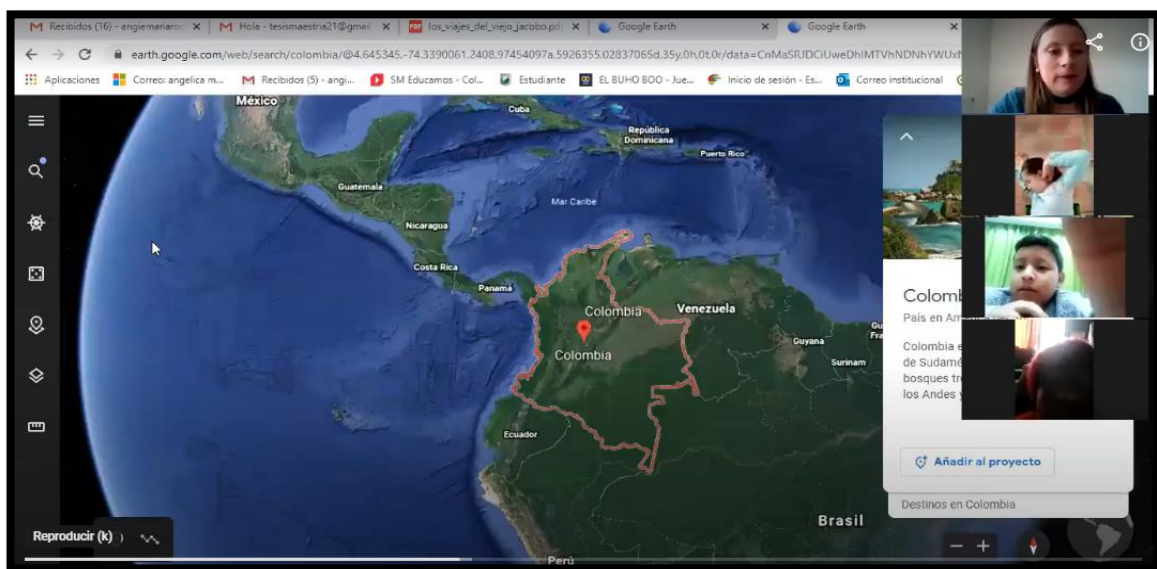 Recibidos (16) - angiemariaro
Hola - tesismaestria21@gmail
los_viajes_del_viejo_jacobo.pd
Google Earth
Google Earth
earth.google.com/web/search/colombia/@4.645345,-74.3390061,2408.97454097a,5926355.02837065d,35y,0h,0t,0r/data=
Aplicaciones
Correo: angelica m...
Recibidos (5) - angi...
SM Educamos - Col...
Estudiante
EL BUHO BOO - Jue...
Inicio de sesión - Es...
Correo institucional
México
Cuba
República
Dominicana
Puerto Rico
Guatemala
Mar Caribe
Nicaragua
Costa Rica
Panamá
Venezuela
Colombia
Guyana
Colombia
Surinam
Ecuador
Brasil
Perú
Colomb
País en Am
Colombia e
de Sudamé
bosques tr
los Andes y
Añadir al proyecto
Destinos en Colombia
Reproducir (k)